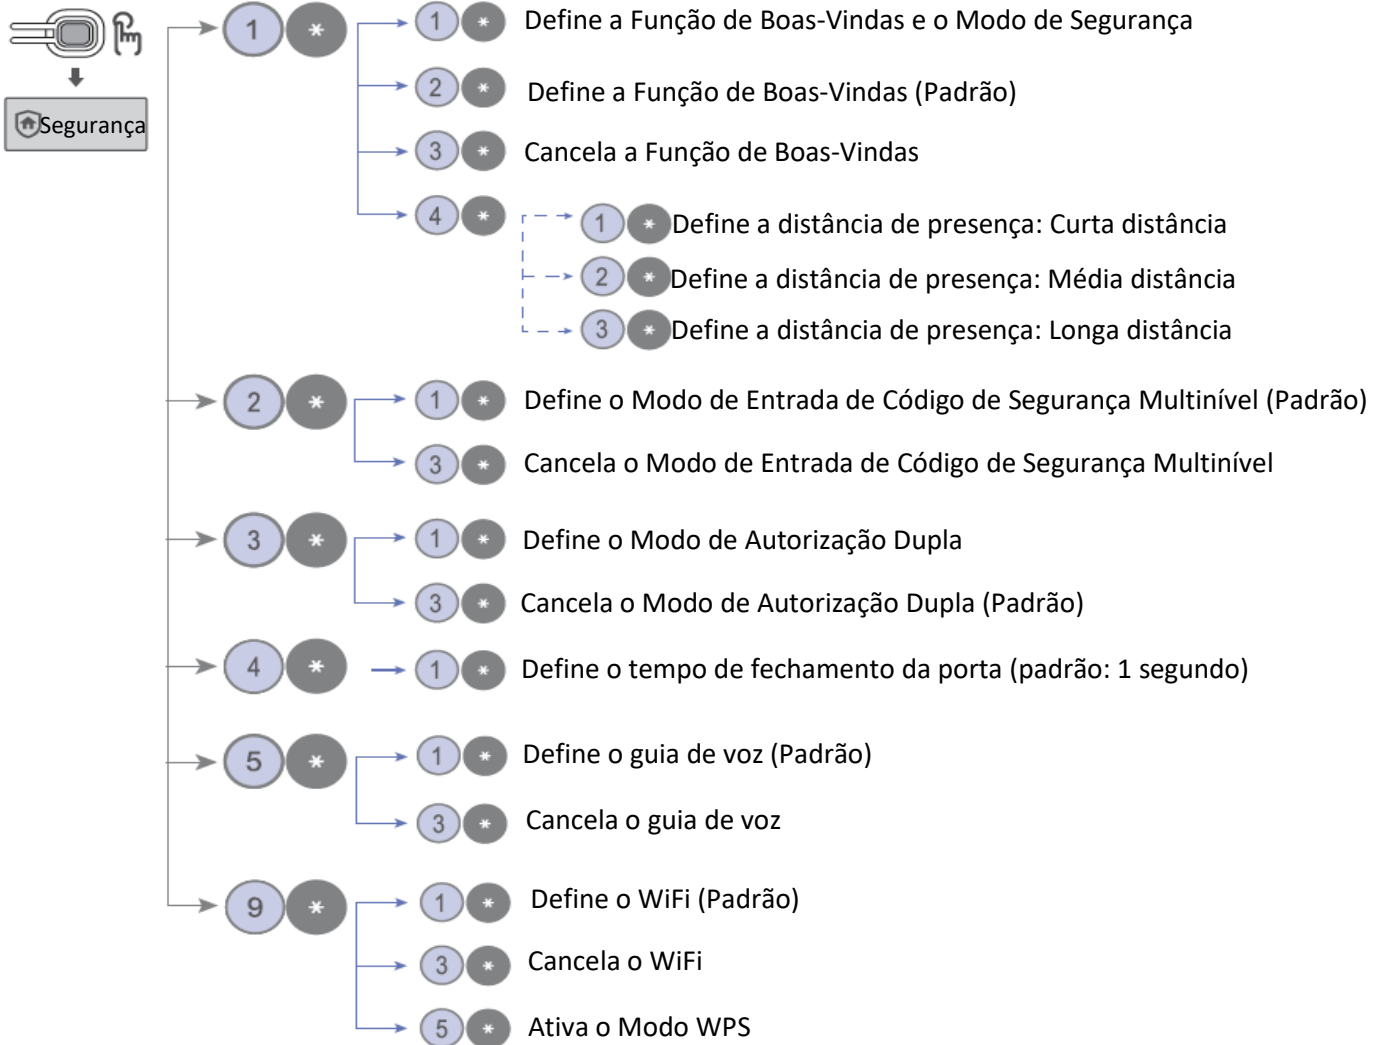 Segurança
1 *
1 * Define a Função de Boas-Vindas e o Modo de Segurança
2 * Define a Função de Boas-Vindas (Padrão)
3 * Cancela a Função de Boas-Vindas
4 *
1 * Define a distância de presença: Curta distância
2 * Define a distância de presença: Média distância
3 * Define a distância de presença: Longa distância
2 *
1 * Define o Modo de Entrada de Código de Segurança Multinível (Padrão)
3 * Cancela o Modo de Entrada de Código de Segurança Multinível
3 *
1 * Define o Modo de Autorização Dupla
3 * Cancela o Modo de Autorização Dupla (Padrão)
4 *
1 * Define o tempo de fechamento da porta (padrão: 1 segundo)
5 *
1 * Define o guia de voz (Padrão)
3 * Cancela o guia de voz
9 *
1 * Define o WiFi (Padrão)
3 * Cancela o WiFi
5 * Ativa o Modo WPS